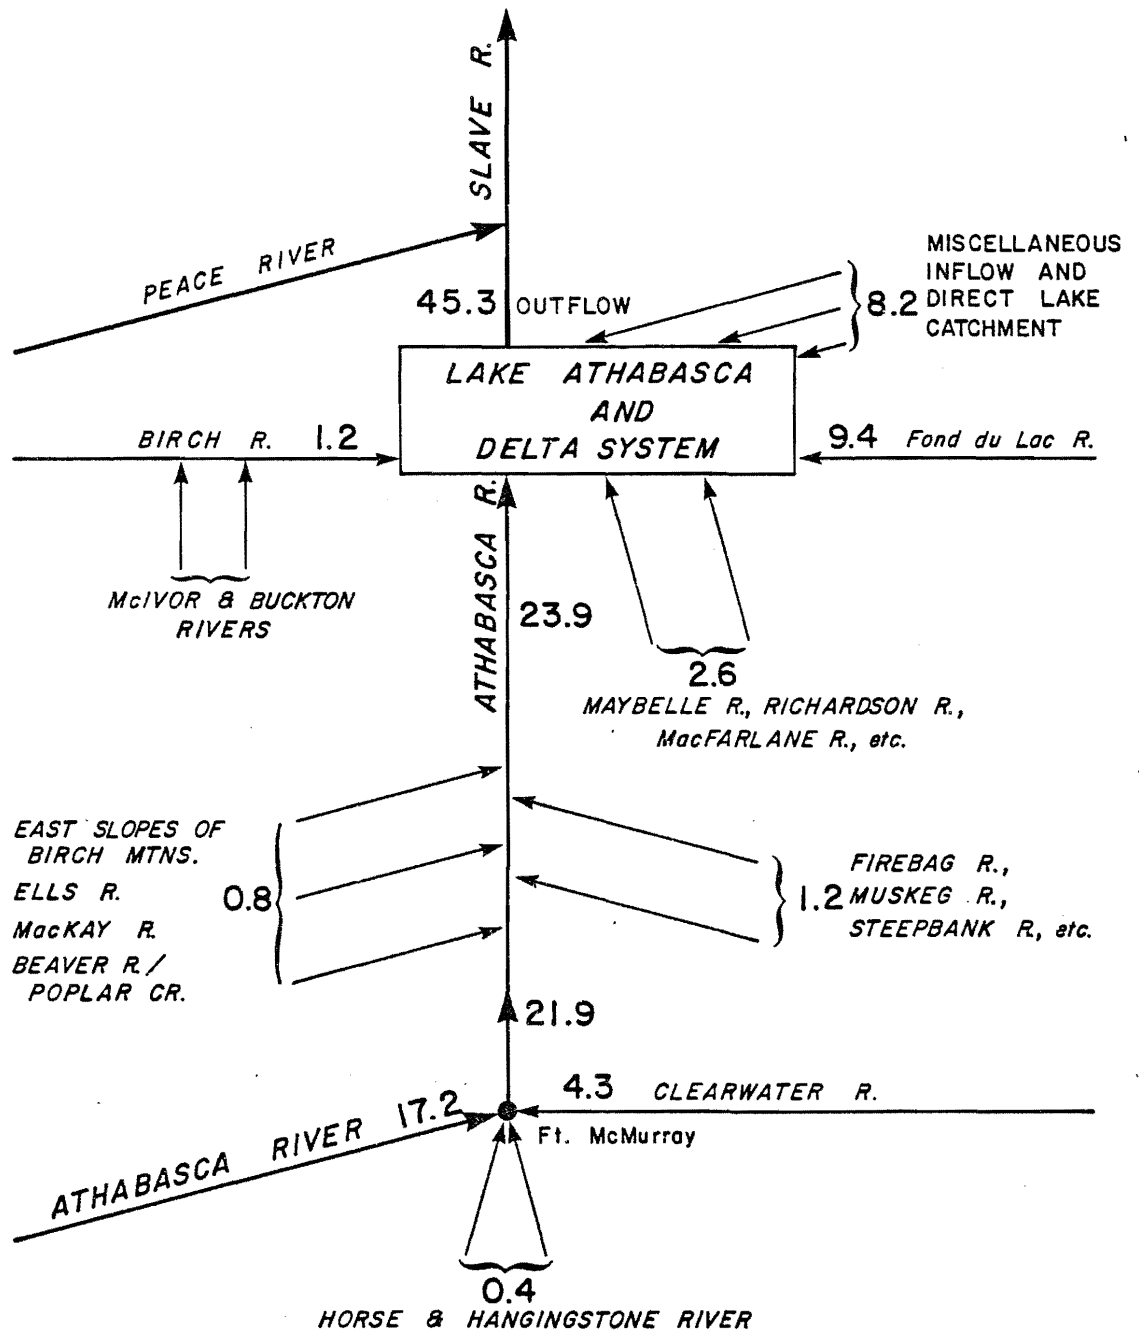 SLAVE R.
PEACE RIVER
45.3 OUTFLOW
8.2
MISCELLANEOUS
INFLOW AND
DIRECT LAKE
CATCHMENT
LAKE ATHABASCA
AND
DELTA SYSTEM
BIRCH R. 1.2
9.4 Fond du Lac R.
McIVOR & BUCKTON
RIVERS
ATHABASCA R.
23.9
2.6
MAYBELLE R., RICHARDSON R.,
MacFARLANE R., etc.
EAST SLOPES OF
BIRCH MTNS.
ELLS R.
MacKAY R.
BEAVER R./
POPLAR CR.
0.8
1.2
FIREBAG R.,
MUSKEG R.,
STEEPBANK R., etc.
21.9
4.3 CLEARWATER R.
ATHABASCA RIVER 17.2
Ft. McMurray
0.4
HORSE & HANGINGSTONE RIVER